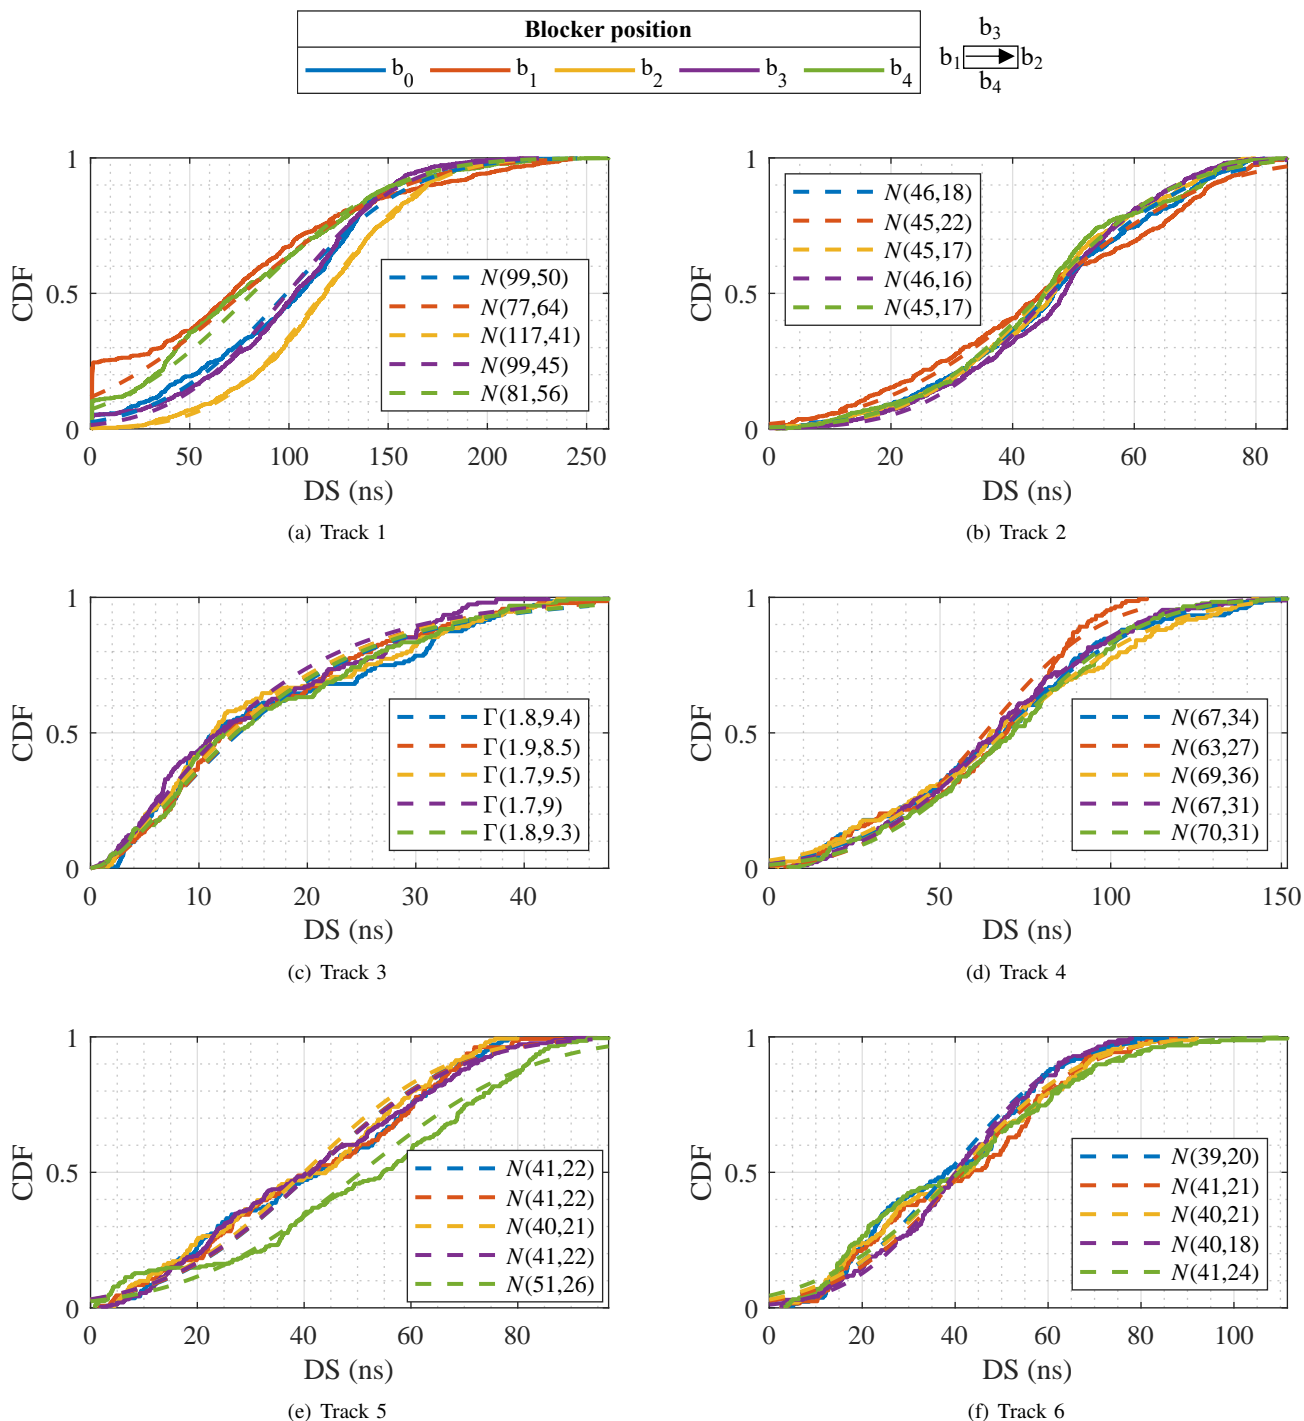 Blocker position
b0 b1 b2 b3 b4
b3
b1 b2
b4
1
0.5
0
CDF
N(99,50)
N(77,64)
N(117,41)
N(99,45)
N(81,56)
0 50 100 150 200 250
DS (ns)
(a) Track 1
1
0.5
0
CDF
N(46,18)
N(45,22)
N(45,17)
N(46,16)
N(45,17)
0 20 40 60 80
DS (ns)
(b) Track 2
1
0.5
0
CDF
Γ(1.8,9.4)
Γ(1.9,8.5)
Γ(1.7,9.5)
Γ(1.7,9)
Γ(1.8,9.3)
0 10 20 30 40
DS (ns)
(c) Track 3
1
0.5
0
CDF
N(67,34)
N(63,27)
N(69,36)
N(67,31)
N(70,31)
0 50 100 150
DS (ns)
(d) Track 4
1
0.5
0
CDF
N(41,22)
N(41,22)
N(40,21)
N(41,22)
N(51,26)
0 20 40 60 80
DS (ns)
(e) Track 5
1
0.5
0
CDF
N(39,20)
N(41,21)
N(40,21)
N(40,18)
N(41,24)
0 20 40 60 80 100
DS (ns)
(f) Track 6